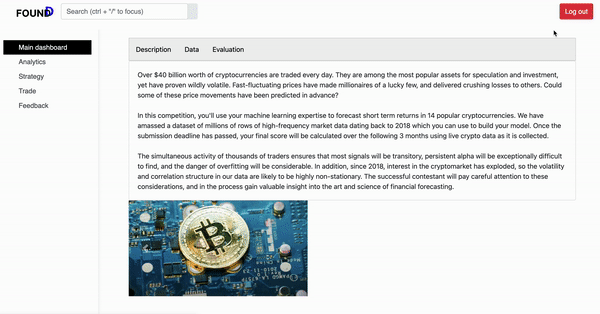 FOUND
Search (ctrl + "/" to focus)
Log out
Main dashboard
Analytics
Strategy
Trade
Feedback
Description Data Evaluation
Over $40 billion worth of cryptocurrencies are traded every day. They are among the most popular assets for speculation and investment,
yet have proven wildly volatile. Fast-fluctuating prices have made millionaires of a lucky few, and delivered crushing losses to others. Could
some of these price movements have been predicted in advance?
In this competition, you'll use your machine learning expertise to forecast short term returns in 14 popular cryptocurrencies. We have
amassed a dataset of millions of rows of high-frequency market data dating back to 2018 which you can use to build your model. Once the
submission deadline has passed, your final score will be calculated over the following 3 months using live crypto data as it is collected.
The simultaneous activity of thousands of traders ensures that most signals will be transitory, persistent alpha will be exceptionally difficult
to find, and the danger of overfitting will be considerable. In addition, since 2018, interest in the cryptomarket has exploded, so the volatility
and correlation structure in our data are likely to be highly non-stationary. The successful contestant will pay careful attention to these
considerations, and in the process gain valuable insight into the art and science of financial forecasting.